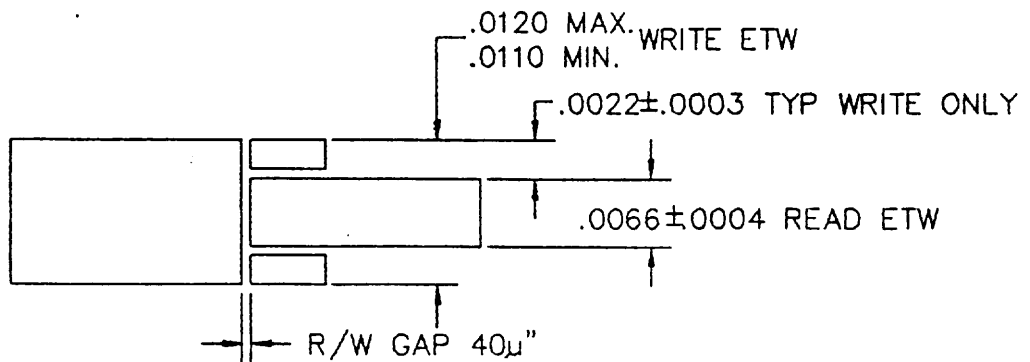 .0120 MAX. WRITE ETW
.0110 MIN.
.0022±.0003 TYP WRITE ONLY
.0066±.0004 READ ETW
R/W GAP 40µ"